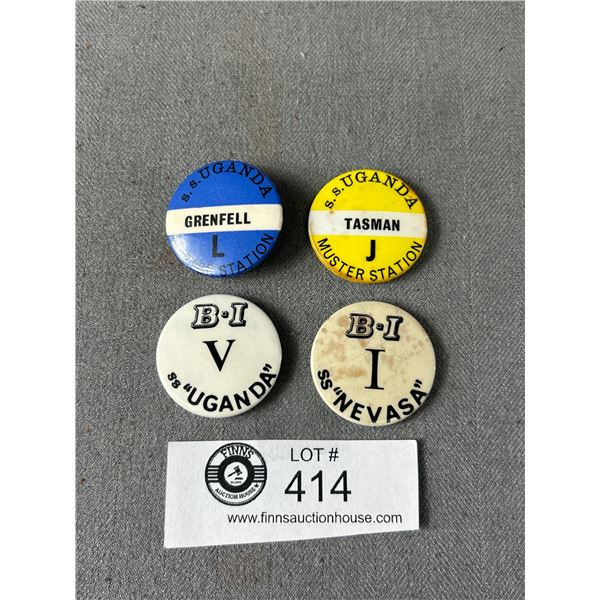 s.s. UGANDA
GRENFELL
L
STATION
s.s. UGANDA
TASMAN
J
MUSTER STATION
B·I
V
ss "UGANDA"
B·I
I
SS "NEVASA"
FINNS
AUCTION HOUSE
LOT #
414
www.finnsauctionhouse.com